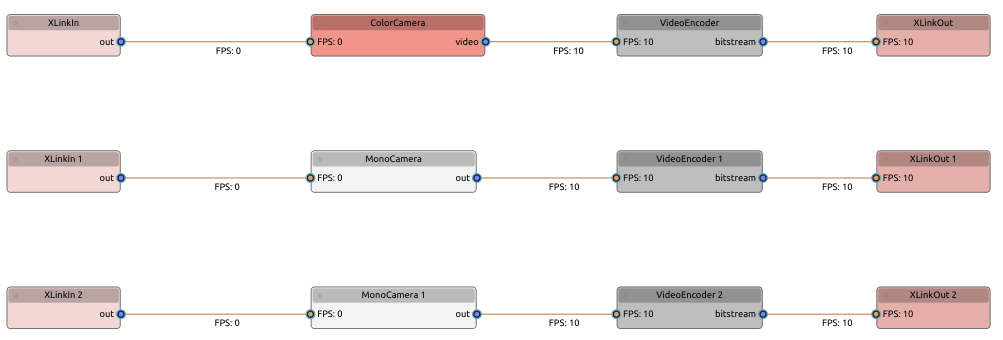 XLinkIn
ColorCamera
VideoEncoder
XLinkOut
out
FPS: 0
video
FPS: 10
bitstream
FPS: 10
FPS: 0
FPS: 10
FPS: 10
XLinkIn 1
MonoCamera
VideoEncoder 1
XLinkOut 1
out
FPS: 0
out
FPS: 10
bitstream
FPS: 10
FPS: 0
FPS: 10
FPS: 10
XLinkIn 2
MonoCamera 1
VideoEncoder 2
XLinkOut 2
out
FPS: 0
out
FPS: 10
bitstream
FPS: 10
FPS: 0
FPS: 10
FPS: 10